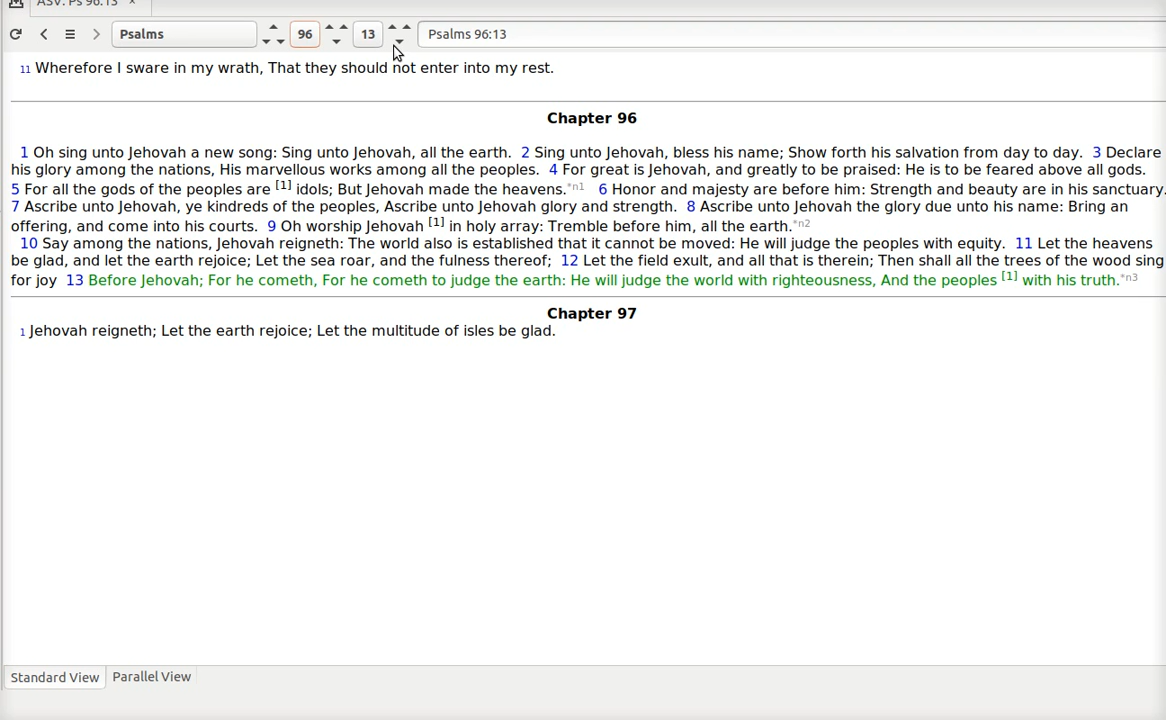 ASV: Ps 96:13 ×
Psalms 96 13 Psalms 96:13
11 Wherefore I sware in my wrath, That they should not enter into my rest.
Chapter 96
1 Oh sing unto Jehovah a new song: Sing unto Jehovah, all the earth. 2 Sing unto Jehovah, bless his name; Show forth his salvation from day to day. 3 Declare
his glory among the nations, His marvellous works among all the peoples. 4 For great is Jehovah, and greatly to be praised: He is to be feared above all gods.
5 For all the gods of the peoples are [1] idols; But Jehovah made the heavens.*n1 6 Honor and majesty are before him: Strength and beauty are in his sanctuary.
7 Ascribe unto Jehovah, ye kindreds of the peoples, Ascribe unto Jehovah glory and strength. 8 Ascribe unto Jehovah the glory due unto his name: Bring an
offering, and come into his courts. 9 Oh worship Jehovah [1] in holy array: Tremble before him, all the earth.*n2
10 Say among the nations, Jehovah reigneth: The world also is established that it cannot be moved: He will judge the peoples with equity. 11 Let the heavens
be glad, and let the earth rejoice; Let the sea roar, and the fulness thereof; 12 Let the field exult, and all that is therein; Then shall all the trees of the wood sing
for joy 13 Before Jehovah; For he cometh, For he cometh to judge the earth: He will judge the world with righteousness, And the peoples [1] with his truth.*n3
Chapter 97
1 Jehovah reigneth; Let the earth rejoice; Let the multitude of isles be glad.
Standard View Parallel View